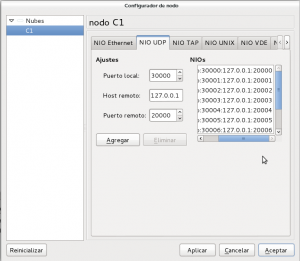 Configurador de nodo
Nubes
C1
nodo C1
NIO Ethernet
NIO UDP
NIO TAP
NIO UNIX
NIO VDE
Ajustes
NIOs
Puerto local:
30000
Host remoto:
127.0.0.1
Puerto remoto:
20000
:30000:127.0.0.1:20000
:30001:127.0.0.1:20001
:30002:127.0.0.1:20002
:30003:127.0.0.1:20003
:30004:127.0.0.1:20004
:30005:127.0.0.1:20005
:30006:127.0.0.1:20006
Agregar
Eliminar
Reinicializar
Aplicar
Cancelar
Aceptar